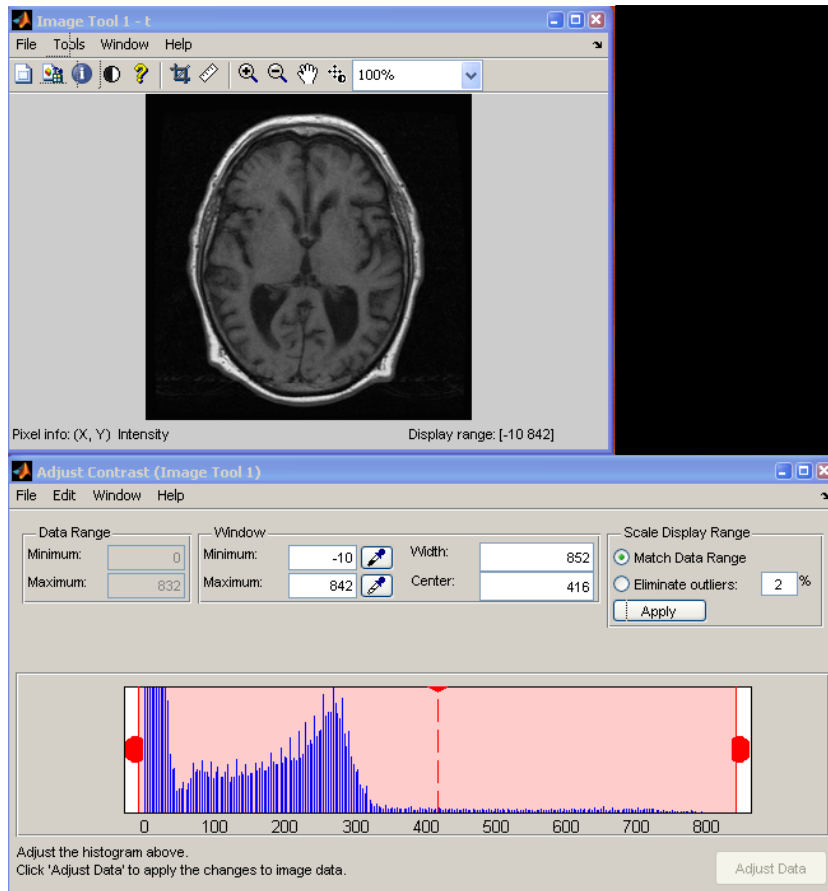 Image Tool 1 - t
File Tools Window Help
100%
Pixel info: (X, Y) Intensity Display range: [-10 842]
Adjust Contrast (Image Tool 1)
File Edit Window Help
Data Range Window Scale Display Range
Minimum: 0 Minimum: -10 Width: 852 Match Data Range
Maximum: 832 Maximum: 842 Center: 416 Eliminate outliers: 2 %
Apply
0 100 200 300 400 500 600 700 800
Adjust the histogram above.
Click 'Adjust Data' to apply the changes to image data. Adjust Data